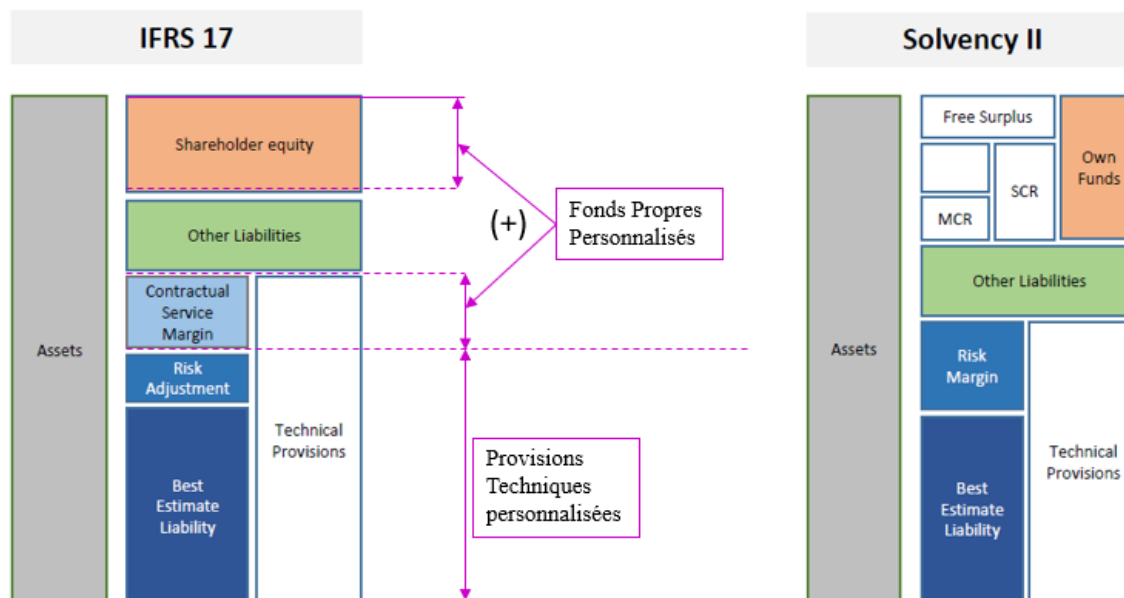 IFRS 17
Assets
Shareholder equity
Other Liabilities
Contractual
Service
Margin
Risk
Adjustment
Best
Estimate
Liability
Technical
Provisions
(+)
Fonds Propres
Personnalisés
Provisions
Techniques
personnalisées
Solvency II
Assets
Free Surplus
MCR
SCR
Own
Funds
Other Liabilities
Risk
Margin
Best
Estimate
Liability
Technical
Provisions